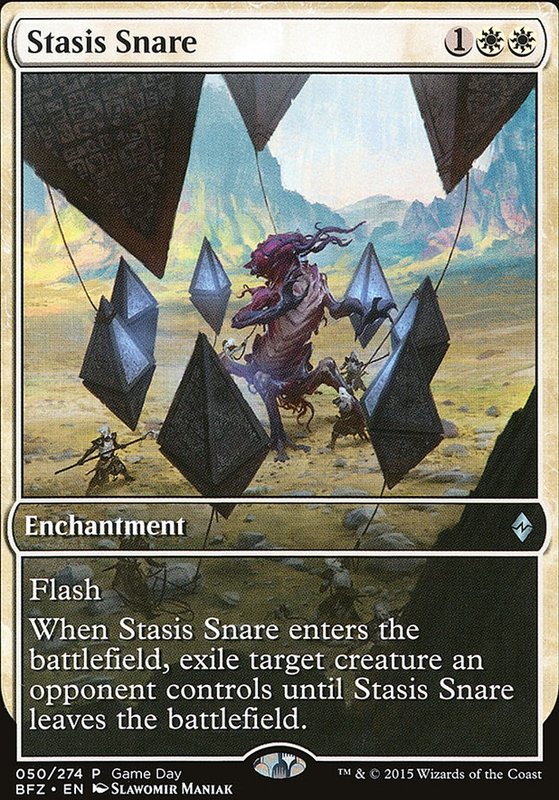 Stasis Snare 1
Enchantment
Flash
When Stasis Snare enters the
battlefield, exile target creature an
opponent controls until Stasis Snare
leaves the battlefield.
050/274 P Game Day
BFZ • EN Slawomir Maniak
™ & © 2015 Wizards of the Coast